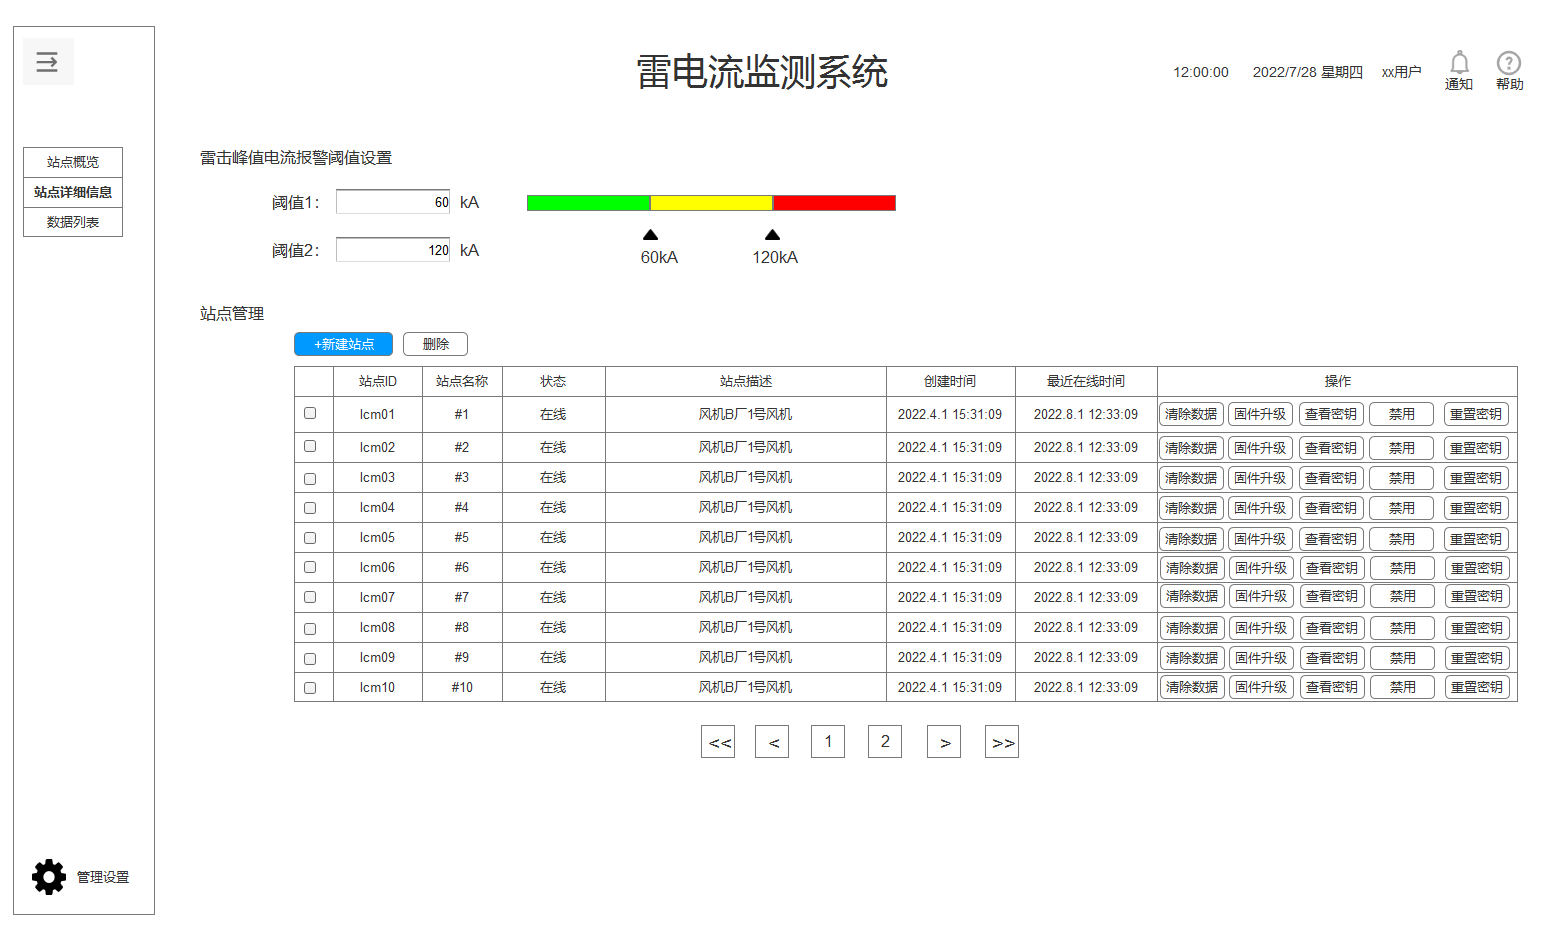 雷电流监测系统
12:00:00 2022/7/28 星期四 xx用户 通知 帮助
站点概览
站点详细信息
数据列表
雷击峰值电流报警阈值设置
阈值1： 60 kA
阈值2： 120 kA
60kA 120kA
站点管理
+新建站点 删除
站点ID 站点名称 状态 站点描述 创建时间 最近在线时间 操作
lcm01 #1 在线 风机B厂1号风机 2022.4.1 15:31:09 2022.8.1 12:33:09 清除数据 固件升级 查看密钥 禁用 重置密钥
lcm02 #2 在线 风机B厂1号风机 2022.4.1 15:31:09 2022.8.1 12:33:09 清除数据 固件升级 查看密钥 禁用 重置密钥
lcm03 #3 在线 风机B厂1号风机 2022.4.1 15:31:09 2022.8.1 12:33:09 清除数据 固件升级 查看密钥 禁用 重置密钥
lcm04 #4 在线 风机B厂1号风机 2022.4.1 15:31:09 2022.8.1 12:33:09 清除数据 固件升级 查看密钥 禁用 重置密钥
lcm05 #5 在线 风机B厂1号风机 2022.4.1 15:31:09 2022.8.1 12:33:09 清除数据 固件升级 查看密钥 禁用 重置密钥
lcm06 #6 在线 风机B厂1号风机 2022.4.1 15:31:09 2022.8.1 12:33:09 清除数据 固件升级 查看密钥 禁用 重置密钥
lcm07 #7 在线 风机B厂1号风机 2022.4.1 15:31:09 2022.8.1 12:33:09 清除数据 固件升级 查看密钥 禁用 重置密钥
lcm08 #8 在线 风机B厂1号风机 2022.4.1 15:31:09 2022.8.1 12:33:09 清除数据 固件升级 查看密钥 禁用 重置密钥
lcm09 #9 在线 风机B厂1号风机 2022.4.1 15:31:09 2022.8.1 12:33:09 清除数据 固件升级 查看密钥 禁用 重置密钥
lcm10 #10 在线 风机B厂1号风机 2022.4.1 15:31:09 2022.8.1 12:33:09 清除数据 固件升级 查看密钥 禁用 重置密钥
<< < 1 2 > >>
管理设置